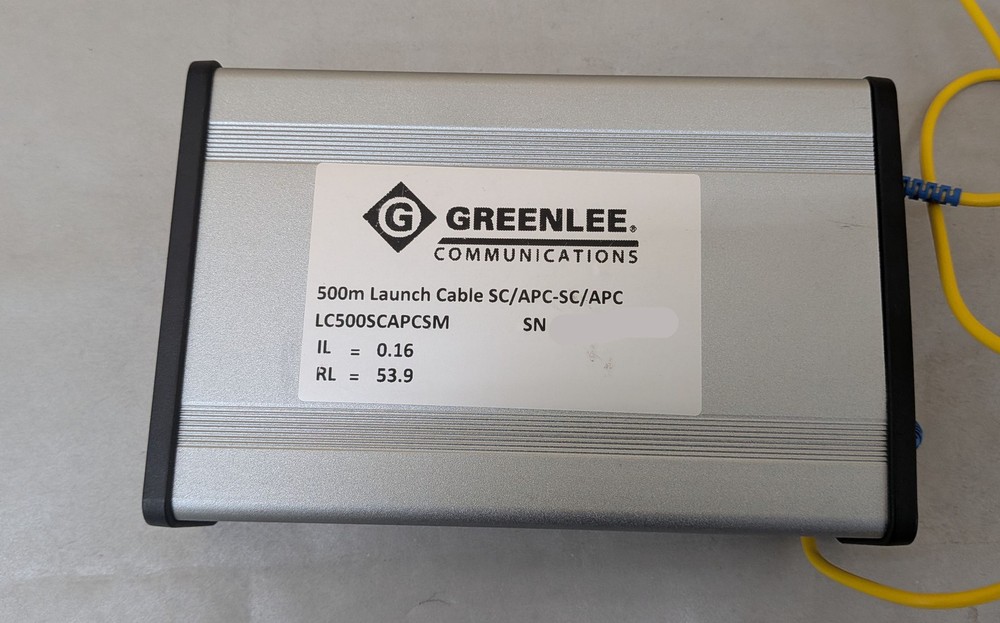 G GREENLEE®
COMMUNICATIONS
500m Launch Cable SC/APC-SC/APC
LC500SCAPCSM SN
IL = 0.16
RL = 53.9